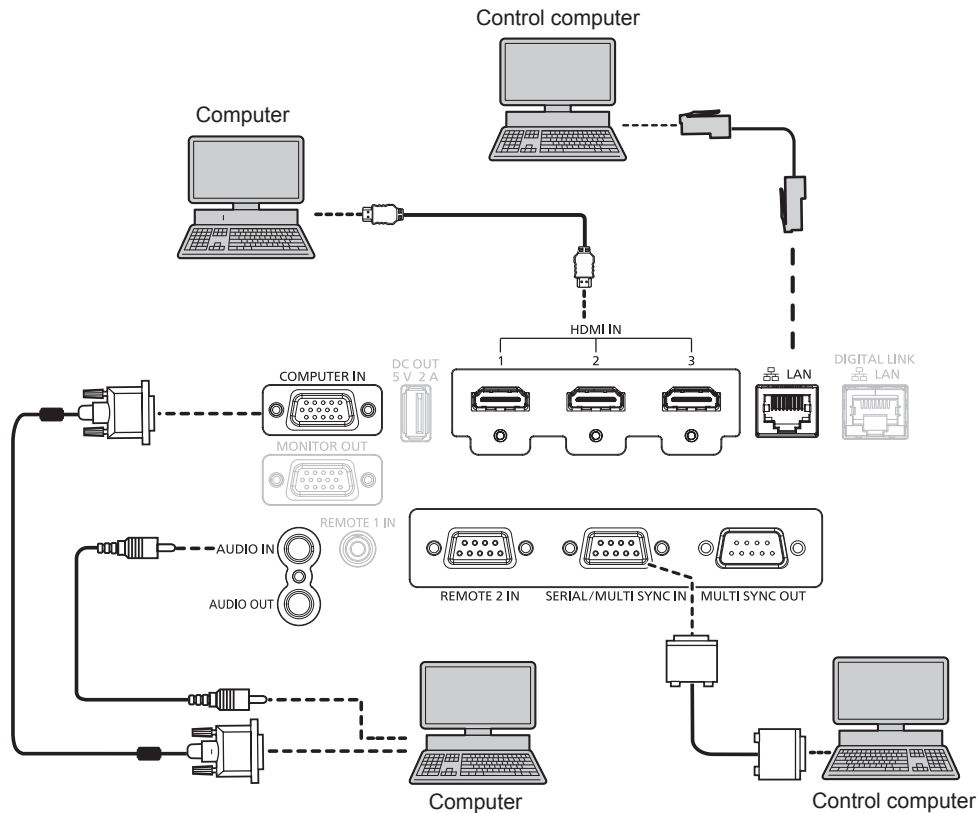 Control computer
Computer
HDMI IN
1 2 3
DC OUT
5 V 2 A
COMPUTER IN
LAN
DIGITAL LINK
LAN
MONITOR OUT
REMOTE 1 IN
AUDIO IN
AUDIO OUT
REMOTE 2 IN
SERIAL/MULTI SYNC IN
MULTI SYNC OUT
Computer
Control computer